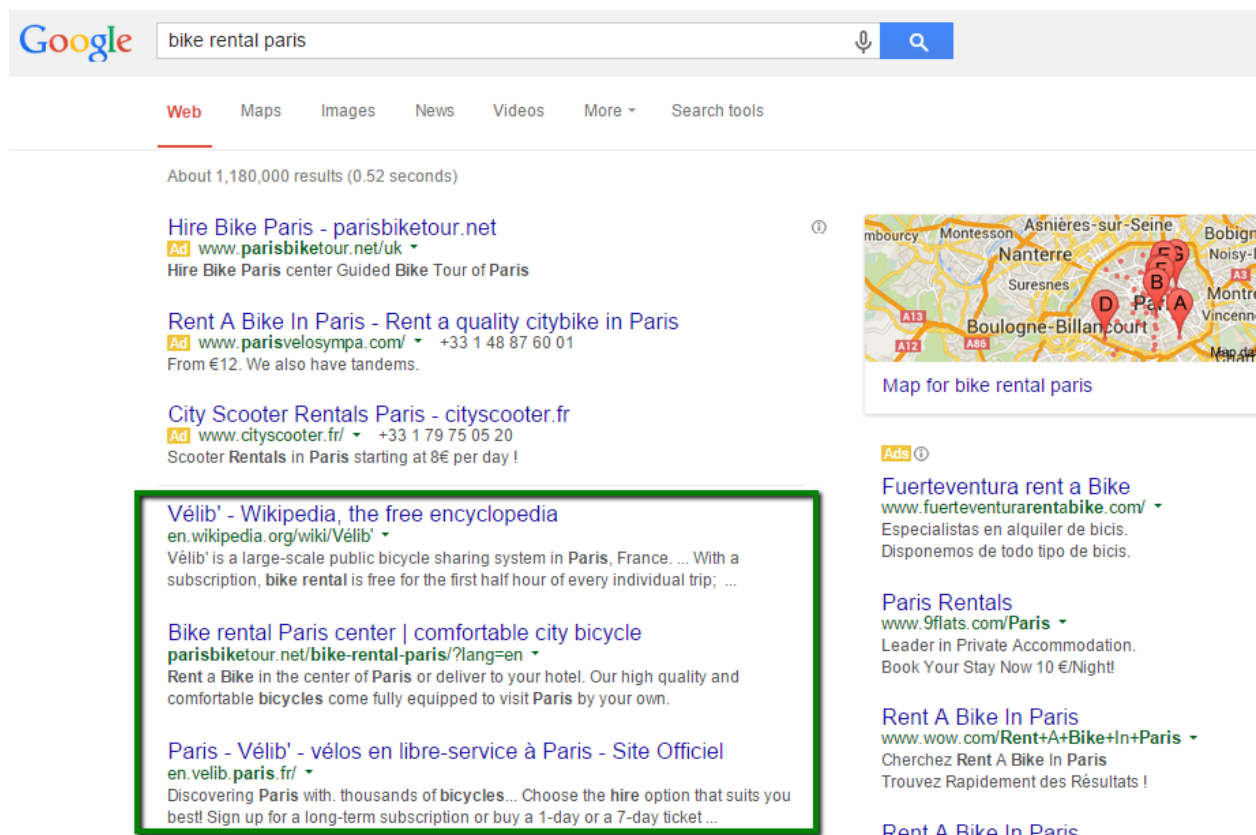 Google
bike rental paris
Web Maps Images News Videos More Search tools
About 1,180,000 results (0.52 seconds)
Hire Bike Paris - parisbiketour.net
Ad www.parisbiketour.net/uk
Hire Bike Paris center Guided Bike Tour of Paris
Rent A Bike In Paris - Rent a quality citybike in Paris
Ad www.parisvelosympa.com/ +33 1 48 87 60 01
From €12. We also have tandems.
City Scooter Rentals Paris - cityscooter.fr
Ad www.cityscooter.fr/ +33 1 79 75 05 20
Scooter Rentals in Paris starting at 8€ per day !
Vélib' - Wikipedia, the free encyclopedia
en.wikipedia.org/wiki/Vélib'
Vélib' is a large-scale public bicycle sharing system in Paris, France. ... With a
subscription, bike rental is free for the first half hour of every individual trip; ...
Bike rental Paris center | comfortable city bicycle
parisbiketour.net/bike-rental-paris/?lang=en
Rent a Bike in the center of Paris or deliver to your hotel. Our high quality and
comfortable bicycles come fully equipped to visit Paris by your own.
Paris - Vélib' - vélos en libre-service à Paris - Site Officiel
en.velib.paris.fr/
Discovering Paris with. thousands of bicycles... Choose the hire option that suits you
best! Sign up for a long-term subscription or buy a 1-day or a 7-day ticket ...
mbourcy Montesson Asnières-sur-Seine Bobign
Nanterre Noisy-l
E G
F A3
Suresnes B Montre
D Par A Vincenn
A13
Boulogne-Billancourt
A12 A86
Map for bike rental paris
Ads
Fuerteventura rent a Bike
www.fuerteventurarentabike.com/
Especialistas en alquiler de bicis.
Disponemos de todo tipo de bicis.
Paris Rentals
www.9flats.com/Paris
Leader in Private Accommodation.
Book Your Stay Now 10 €/Night!
Rent A Bike In Paris
www.wow.com/Rent+A+Bike+In+Paris
Cherchez Rent A Bike In Paris
Trouvez Rapidement des Résultats !
Rent A Bike In Paris